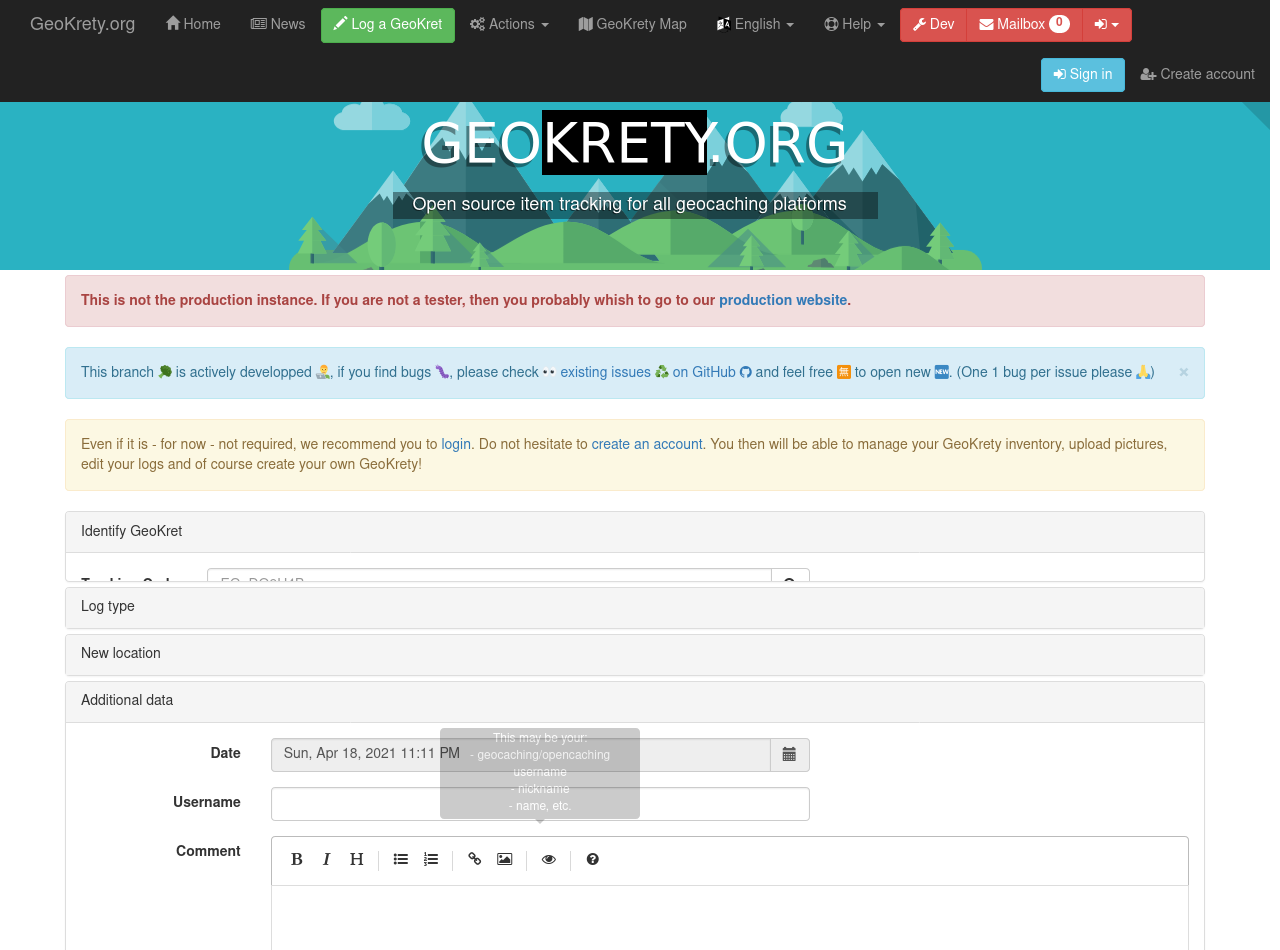 GeoKrety.org Home News Log a GeoKret Actions GeoKrety Map English Help Dev Mailbox 0
Sign in Create account
GEOKRETY.ORG
Open source item tracking for all geocaching platforms
This is not the production instance. If you are not a tester, then you probably whish to go to our production website.
This branch 🌳 is actively developped 👨‍🔬, if you find bugs 🐛, please check 👀 existing issues ♻ on GitHub and feel free 🈚 to open new 🆕. (One 1 bug per issue please 🙏) ×
Even if it is - for now - not required, we recommend you to login. Do not hesitate to create an account. You then will be able to manage your GeoKrety inventory, upload pictures,
edit your logs and of course create your own GeoKrety!
Identify GeoKret
Log type
New location
Additional data
Date Sun, Apr 18, 2021 11:11 PM
This may be your:
- geocaching/opencaching
username
- nickname
- name, etc.
Username
Comment
B I H